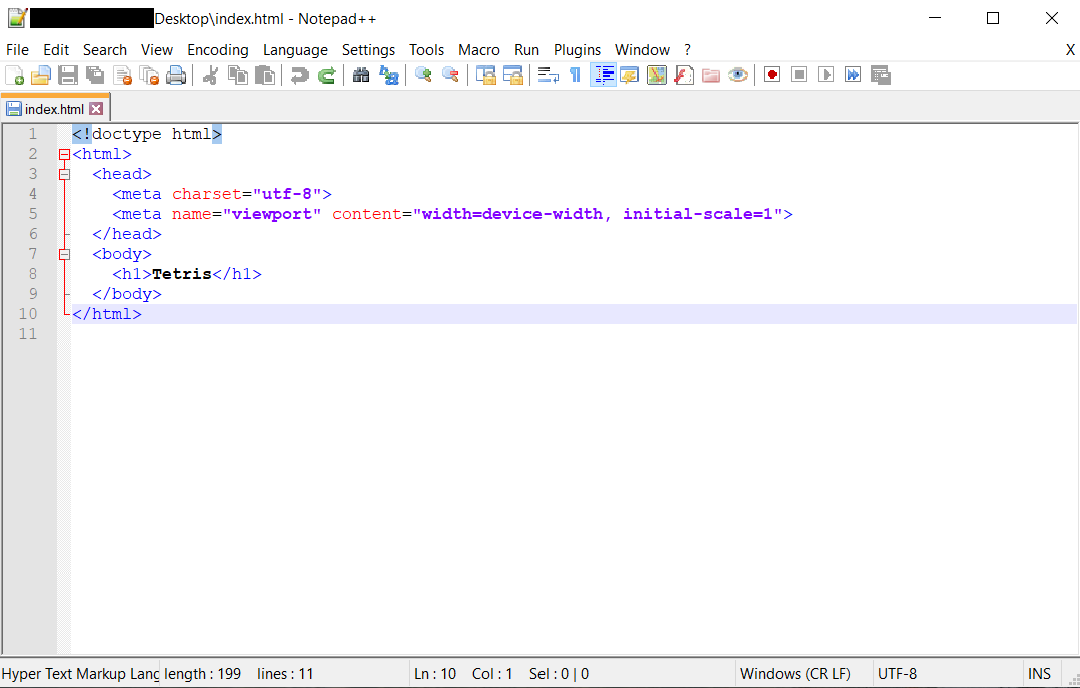 Desktop\index.html - Notepad++
File Edit Search View Encoding Language Settings Tools Macro Run Plugins Window ? X
index.html
1 <!doctype html>
2 <html>
3 <head>
4 <meta charset="utf-8">
5 <meta name="viewport" content="width=device-width, initial-scale=1">
6 </head>
7 <body>
8 <h1>Tetris</h1>
9 </body>
10 </html>
11
Hyper Text Markup Lang length : 199 lines : 11 Ln : 10 Col : 1 Sel : 0 | 0 Windows (CR LF) UTF-8 INS